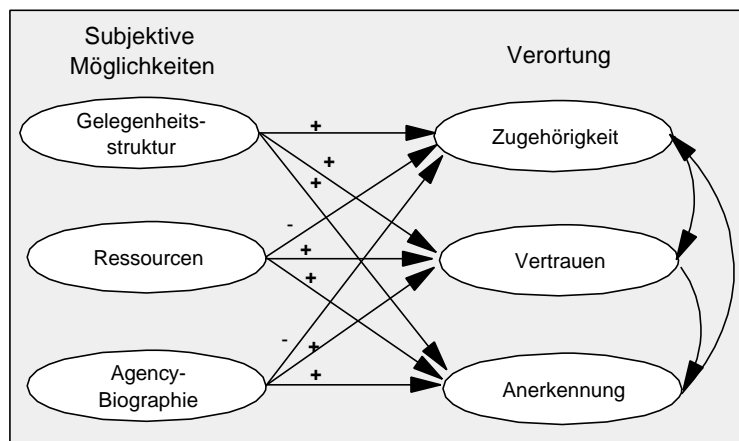 Subjektive
Möglichkeiten
Verortung
Gelegenheits-
struktur
+
Zugehörigkeit
+
+
-
Ressourcen
+
Vertrauen
+
-
+
Agency-
Biographie
+
Anerkennung